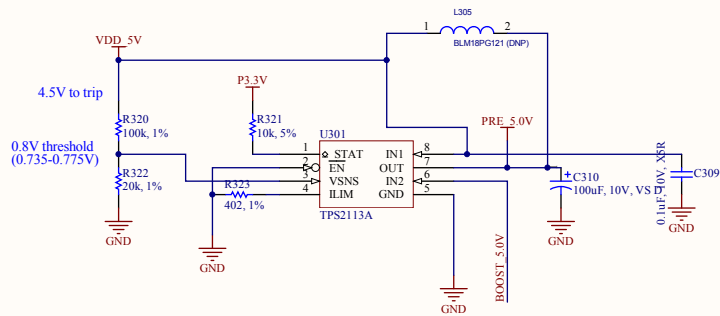 L305
1
2
BLM18PG121 (DNP)
VDD_5V
4.5V to trip
P3.3V
PRE_5.0V
R320
100k, 1%
R321
10k, 5%
0.8V threshold
(0.735-0.775V)
U301
1
STAT
IN1
8
2
EN
OUT
7
3
VSNS
IN2
6
4
ILIM
GND
5
TPS2113A
R322
20k, 1%
R323
402, 1%
C310
100uF, 10V, VS D
0.1uF, 10V, X5R
C309
GND
GND
GND
GND
GND
BOOST_5.0V